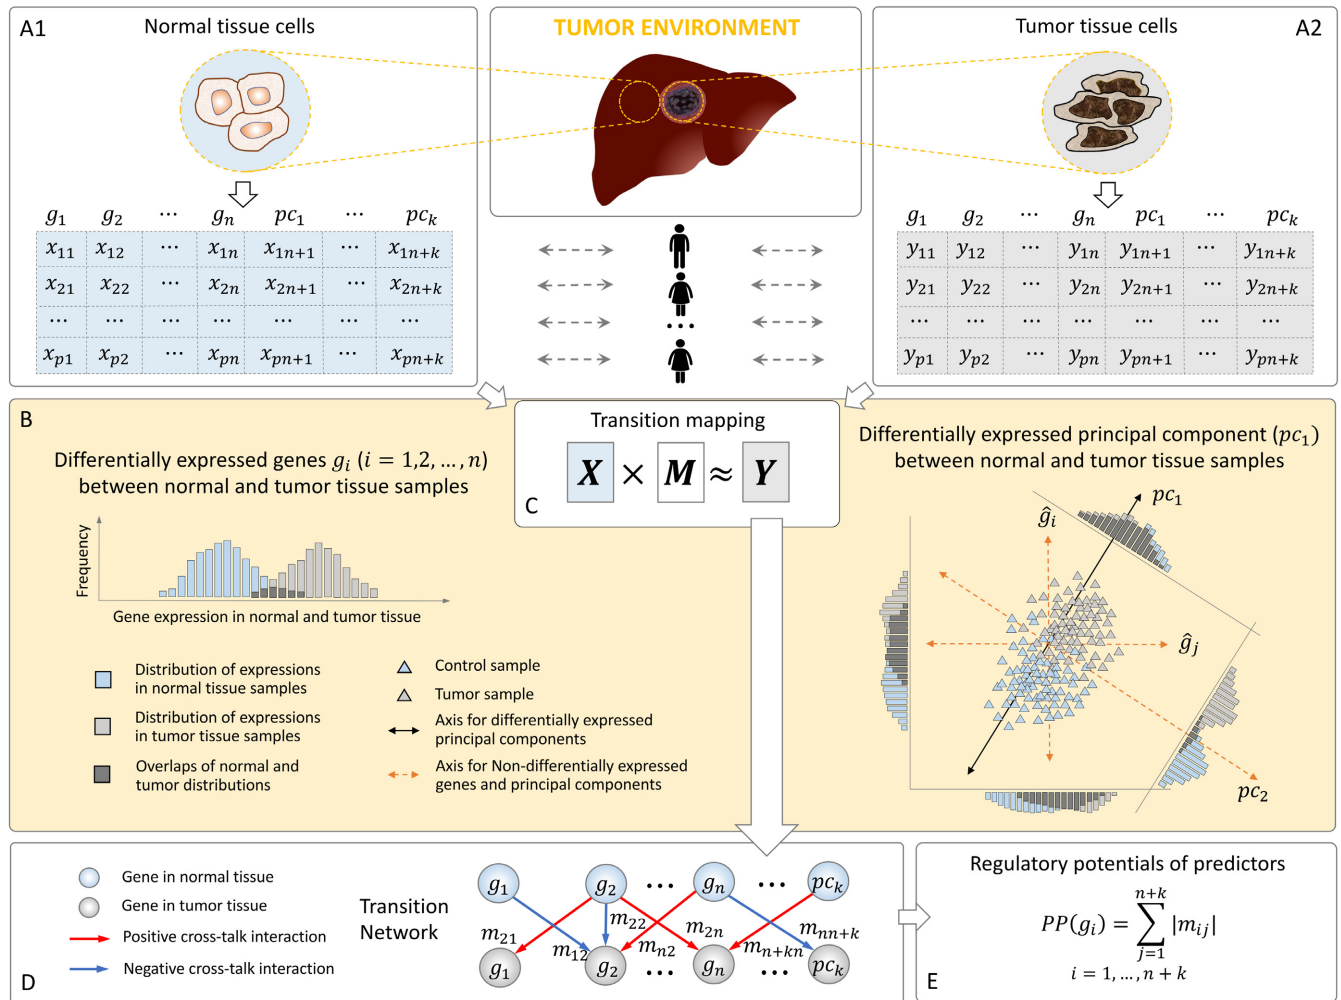 A1
Normal tissue cells
g₁ g₂ ⋯ gₙ pc₁ ⋯ pcₖ
x₁₁ x₁₂ ⋯ x₁ₙ x₁ₙ₊₁ ⋯ x₁ₙ₊ₖ
x₂₁ x₂₂ ⋯ x₂ₙ x₂ₙ₊₁ ⋯ x₂ₙ₊ₖ
⋯ ⋯ ⋯ ⋯ ⋯ ⋯ ⋯
xₚ₁ xₚ₂ ⋯ xₚₙ xₚₙ₊₁ ⋯ xₚₙ₊ₖ
TUMOR ENVIRONMENT
⋯
Tumor tissue cells
A2
g₁ g₂ ⋯ gₙ pc₁ ⋯ pcₖ
y₁₁ y₁₂ ⋯ y₁ₙ y₁ₙ₊₁ ⋯ y₁ₙ₊ₖ
y₂₁ y₂₂ ⋯ y₂ₙ y₂ₙ₊₁ ⋯ y₂ₙ₊ₖ
⋯ ⋯ ⋯ ⋯ ⋯ ⋯ ⋯
yₚ₁ yₚ₂ ⋯ yₚₙ yₚₙ₊₁ ⋯ yₚₙ₊ₖ
B
Differentially expressed genes gᵢ (i = 1,2, … , n)
between normal and tumor tissue samples
Frequency
Gene expression in normal and tumor tissue
Distribution of expressions
in normal tissue samples
Distribution of expressions
in tumor tissue samples
Overlaps of normal and
tumor distributions
Control sample
Tumor sample
Axis for differentially expressed
principal components
Axis for Non-differentially expressed
genes and principal components
Transition mapping
X × M ≈ Y
C
Differentially expressed principal component (pc₁)
between normal and tumor tissue samples
pc₁
ĝᵢ
ĝⱼ
pc₂
Gene in normal tissue
Gene in tumor tissue
Positive cross-talk interaction
Negative cross-talk interaction
D
Transition
Network
g₁ g₂ ⋯ gₙ ⋯ pcₖ
m₂₁ m₁₂ m₂₂ mₙ₂ m₂ₙ mₙ₊ₖₙ mₙₙ₊ₖ
g₁ g₂ ⋯ gₙ ⋯ pcₖ
Regulatory potentials of predictors
PP(gᵢ) = ∑ⱼ₌₁ⁿ⁺ᵏ |mᵢⱼ|
i = 1, … , n + k
E